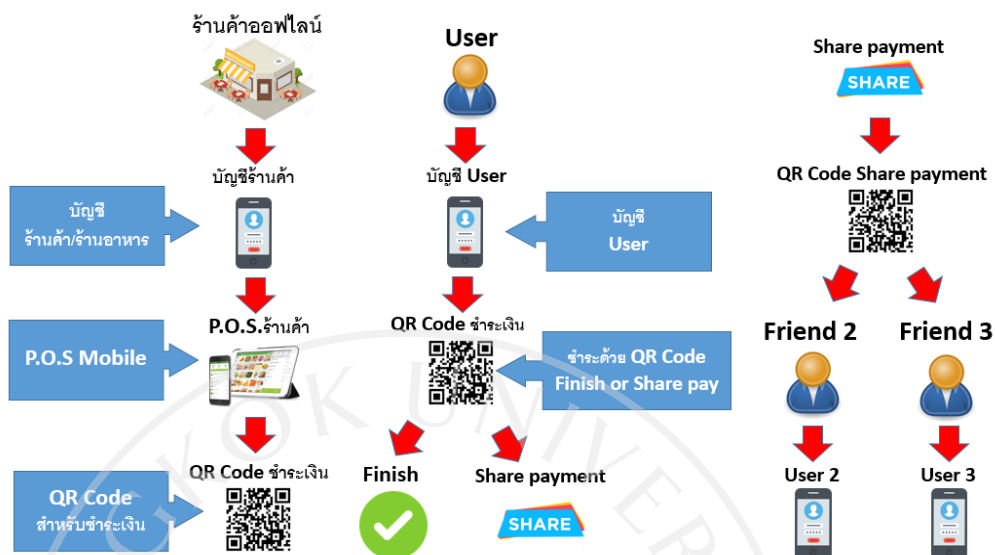 ร้านค้าออฟไลน์
บัญชีร้านค้า
บัญชี
ร้านค้า/ร้านอาหาร
P.O.S.ร้านค้า
P.O.S Mobile
QR Code ชำระเงิน
QR Code
สำหรับชำระเงิน
User
บัญชี User
บัญชี
User
QR Code ชำระเงิน
ชำระด้วย QR Code
Finish or Share pay
Finish
Share payment
SHARE
Share payment
SHARE
QR Code Share payment
Friend 2
Friend 3
User 2
User 3
GKOK UNIVER